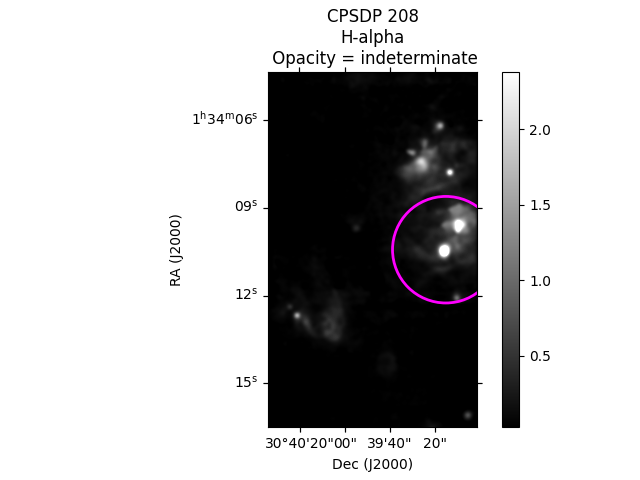 CPSDP 208
H-alpha
Opacity = indeterminate
1ʰ34ᵐ06ˢ
09ˢ
12ˢ
15ˢ
RA (J2000)
30°40'20"00" 39'40" 20"
Dec (J2000)
2.0
1.5
1.0
0.5